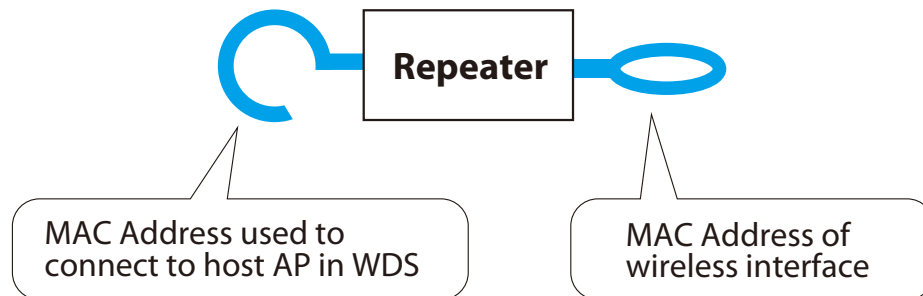 Repeater
MAC Address used to
connect to host AP in WDS
MAC Address of
wireless interface